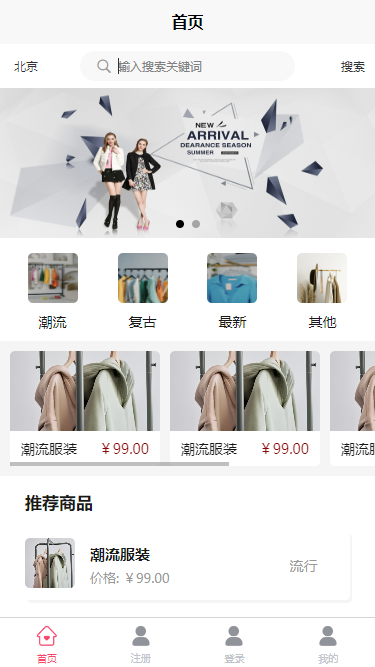 首页
北京 输入搜索关键词 搜索
NEW
ARRIVAL
DEARANCE SEASON
SUMMER
潮流 复古 最新 其他
潮流服装 ￥99.00 潮流服装 ￥99.00 潮流服
推荐商品
潮流服装
价格: ￥99.00 流行
首页 注册 登录 我的